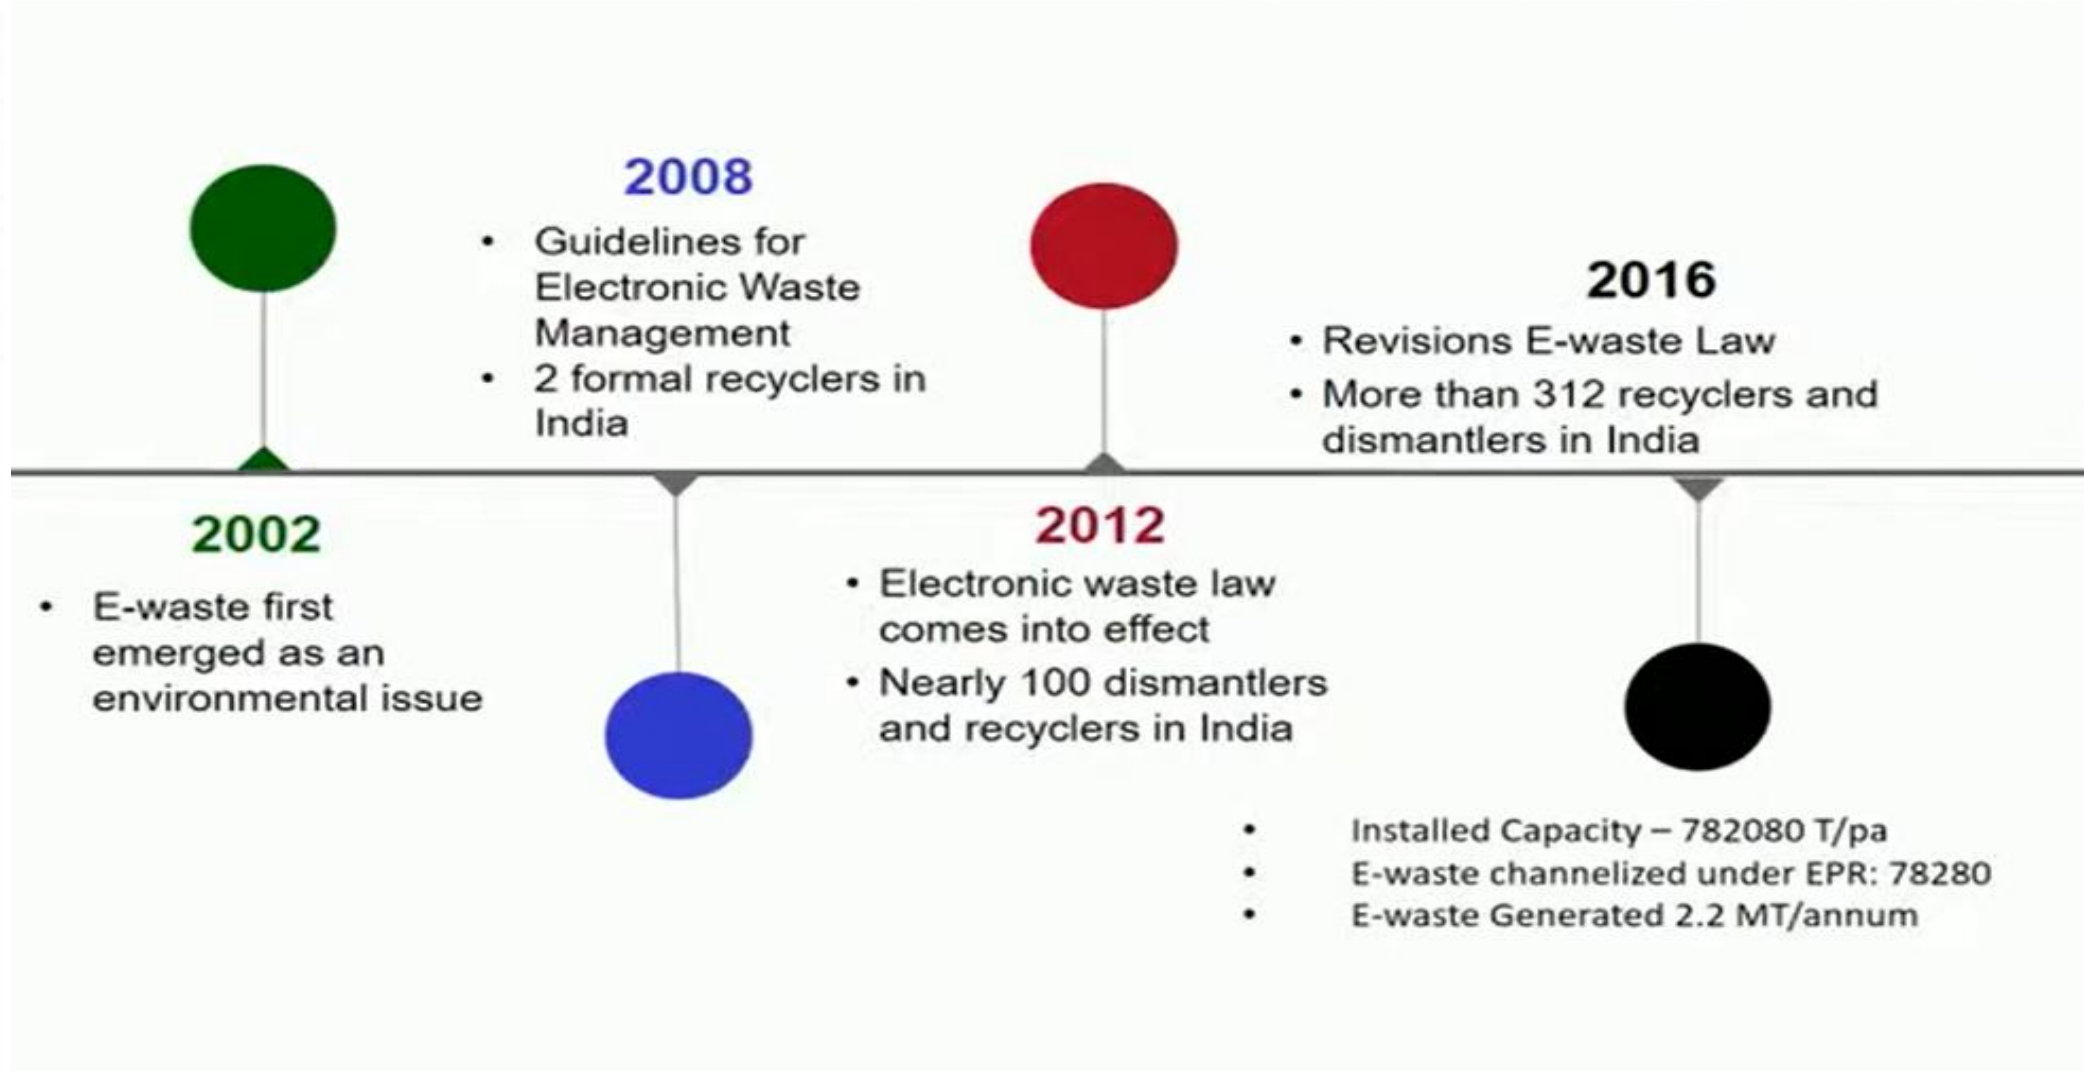 2002
• E-waste first
emerged as an
environmental issue
2008
• Guidelines for
Electronic Waste
Management
• 2 formal recyclers in
India
2012
• Electronic waste law
comes into effect
• Nearly 100 dismantlers
and recyclers in India
2016
• Revisions E-waste Law
• More than 312 recyclers and
dismantlers in India
• Installed Capacity – 782080 T/pa
• E-waste channelized under EPR: 78280
• E-waste Generated 2.2 MT/annum